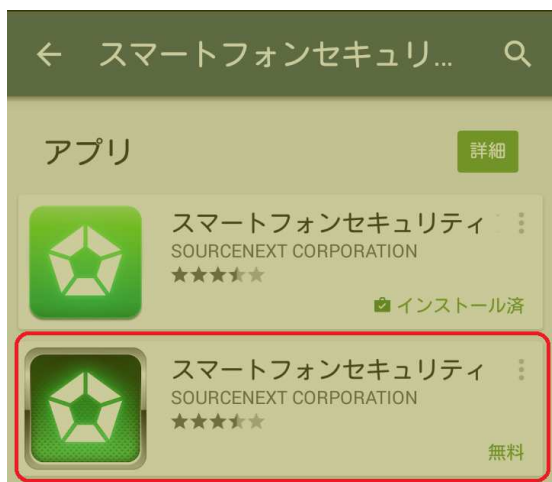 スマートフォンセキュリ...
アプリ
詳細
スマートフォンセキュリティ
SOURCENEXT CORPORATION
インストール済
スマートフォンセキュリティ
SOURCENEXT CORPORATION
無料